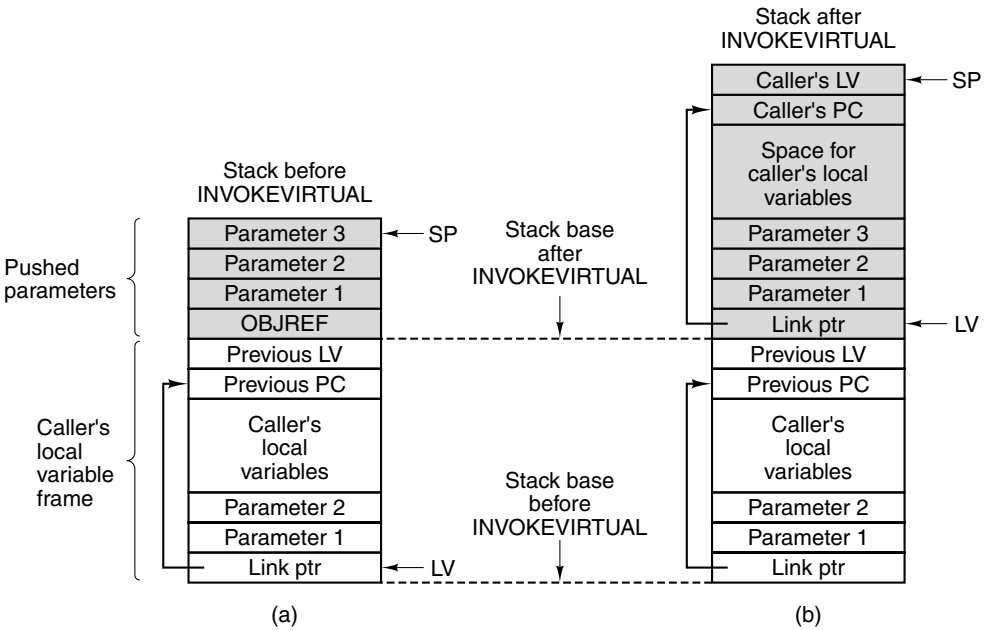 Stack before
INVOKEVIRTUAL
Pushed
parameters
Parameter 3
SP
Parameter 2
Parameter 1
OBJREF
Caller's
local
variable
frame
Previous LV
Previous PC
Caller's
local
variables
Parameter 2
Parameter 1
Link ptr
LV
(a)
Stack base
after
INVOKEVIRTUAL
Stack base
before
INVOKEVIRTUAL
Stack after
INVOKEVIRTUAL
Caller's LV
SP
Caller's PC
Space for
caller's local
variables
Parameter 3
Parameter 2
Parameter 1
Link ptr
LV
Previous LV
Previous PC
Caller's
local
variables
Parameter 2
Parameter 1
Link ptr
(b)